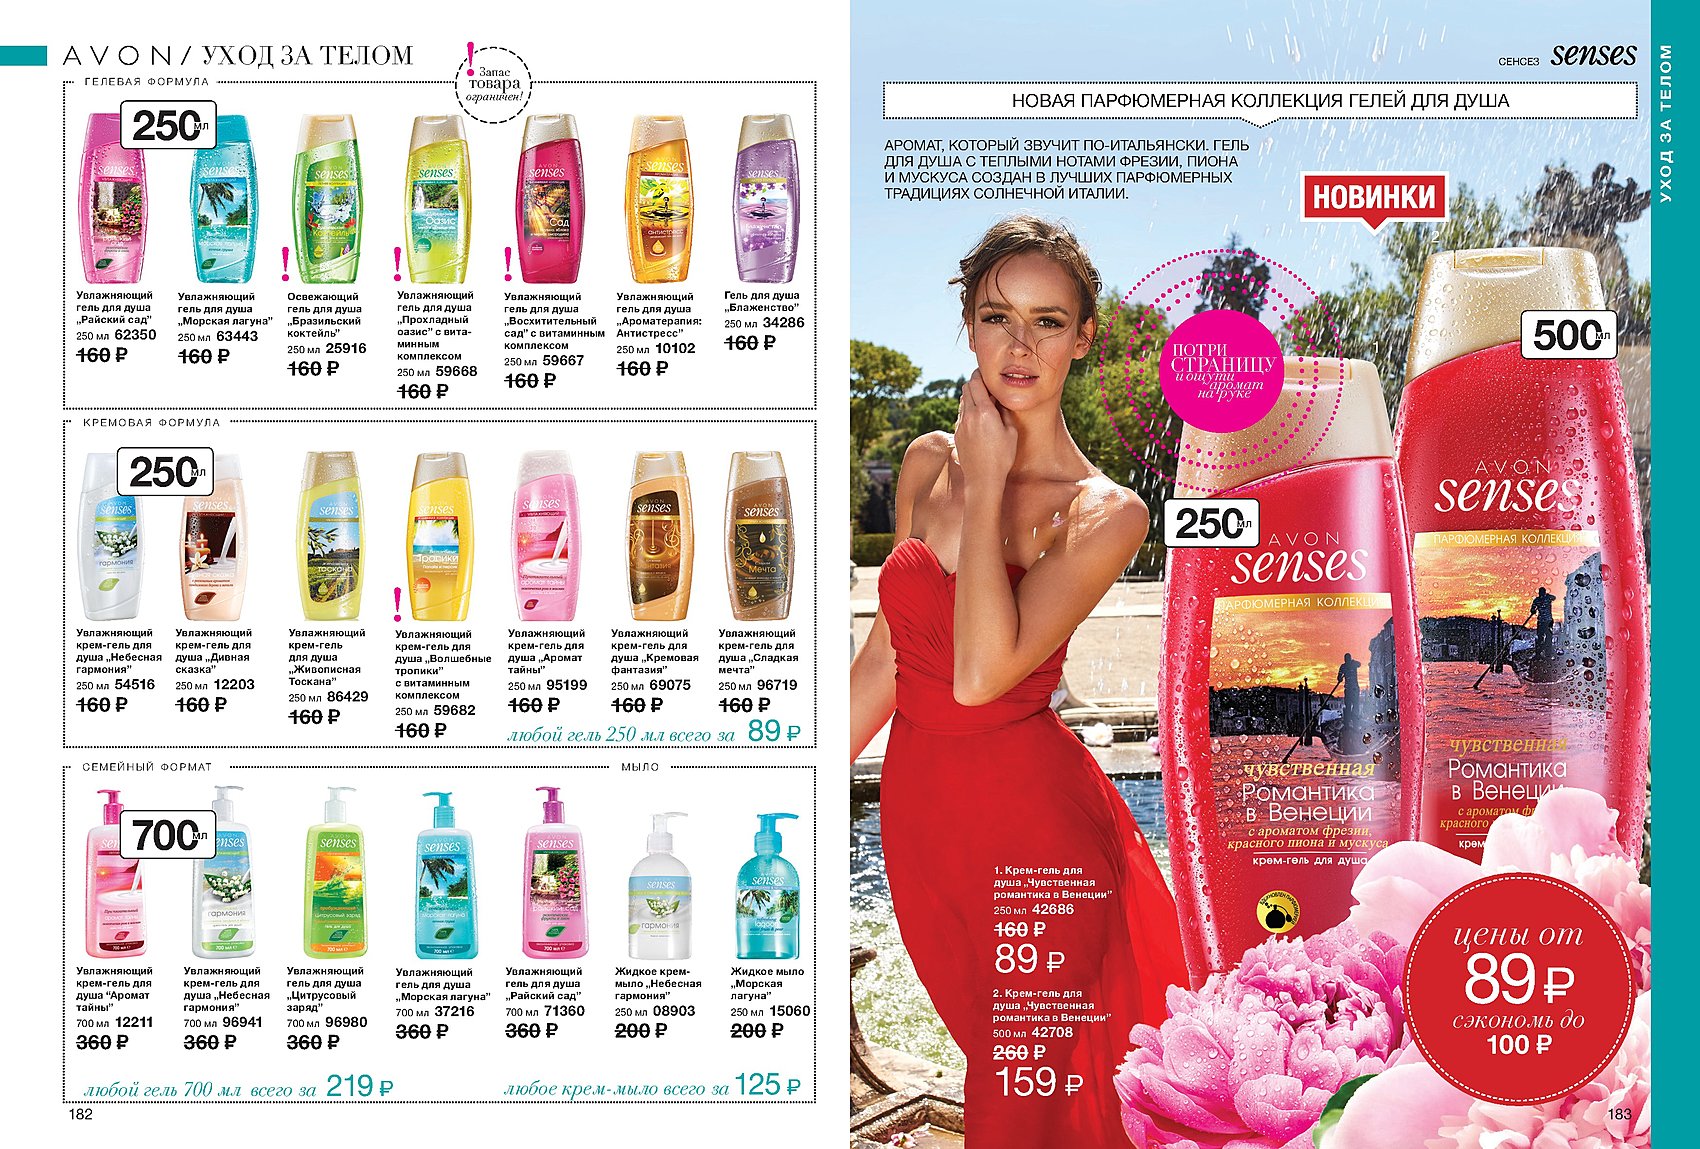 AVON / УХОД ЗА ТЕЛОМ
! Запас
товара
ограничен!
ГЕЛЕВАЯ ФОРМУЛА
250 мл
Увлажняющий
гель для душа
„Райский сад”
250 мл 62350
160 ₽
Увлажняющий
гель для душа
„Морская лагуна”
250 мл 63443
160 ₽
!
Освежающий
гель для душа
„Бразильский
коктейль”
250 мл 25916
160 ₽
!
Увлажняющий
гель для душа
„Прохладный
оазис” с вита-
минным
комплексом
250 мл 59668
160 ₽
!
Увлажняющий
гель для душа
„Восхитительный
сад” с витаминным
комплексом
250 мл 59667
160 ₽
Увлажняющий
гель для душа
„Ароматерапия:
Антистресс”
250 мл 10102
160 ₽
Гель для душа
„Блаженство”
250 мл 34286
160 ₽
КРЕМОВАЯ ФОРМУЛА
250 мл
Увлажняющий
крем-гель для
душа „Небесная
гармония”
250 мл 54516
160 ₽
Увлажняющий
крем-гель для
душа „Дивная
сказка”
250 мл 12203
160 ₽
Увлажняющий
крем-гель
для душа
„Живописная
Тоскана”
250 мл 86429
160 ₽
!
Увлажняющий
крем-гель для
душа „Волшебные
тропики”
с витаминным
комплексом
250 мл 59682
160 ₽
Увлажняющий
крем-гель для
душа „Аромат
тайны”
250 мл 95199
160 ₽
Увлажняющий
крем-гель для
душа „Кремовая
фантазия”
250 мл 69075
160 ₽
Увлажняющий
крем-гель для
душа „Сладкая
мечта”
250 мл 96719
160 ₽
любой гель 250 мл всего за 89 ₽
СЕМЕЙНЫЙ ФОРМАТ
МЫЛО
700 мл
Увлажняющий
крем-гель для
душа “Аромат
тайны”
700 мл 12211
360 ₽
Увлажняющий
крем-гель для
душа „Небесная
гармония”
700 мл 96941
360 ₽
Увлажняющий
гель для душа
„Цитрусовый
заряд”
700 мл 96980
360 ₽
Увлажняющий
гель для душа
„Морская лагуна”
700 мл 37216
360 ₽
Увлажняющий
гель для душа
„Райский сад”
700 мл 71360
360 ₽
Жидкое крем-
мыло „Небесная
гармония”
250 мл 08903
200 ₽
Жидкое мыло
„Морская
лагуна”
250 мл 15060
200 ₽
любой гель 700 мл всего за 219 ₽
любое крем-мыло всего за 125 ₽
182
СЕНСЕЗ senses
УХОД ЗА ТЕЛОМ
НОВАЯ ПАРФЮМЕРНАЯ КОЛЛЕКЦИЯ ГЕЛЕЙ ДЛЯ ДУША
АРОМАТ, КОТОРЫЙ ЗВУЧИТ ПО-ИТАЛЬЯНСКИ. ГЕЛЬ
ДЛЯ ДУША С ТЕПЛЫМИ НОТАМИ ФРЕЗИИ, ПИОНА
И МУСКУСА СОЗДАН В ЛУЧШИХ ПАРФЮМЕРНЫХ
ТРАДИЦИЯХ СОЛНЕЧНОЙ ИТАЛИИ.
НОВИНКИ
ПОТРИ
СТРАНИЦУ
и ощути
аромат
на руке
1
2
500 мл
250 мл
AVON
senses
ПАРФЮМЕРНАЯ КОЛЛЕКЦИЯ
чувственная
Романтика
в Венеции
с ароматом фрезии,
красного пиона и мускуса
крем-гель для душа
AVON
senses
ПАРФЮМЕРНАЯ КОЛЛЕКЦИЯ
чувственная
Романтика
в Венеции
с ароматом
красного
1. Крем-гель для
душа „Чувственная
романтика в Венеции”
250 мл 42686
160 ₽
89 ₽
2. Крем-гель для
душа „Чувственная
романтика в Венеции”
500 мл 42708
260 ₽
159 ₽
цены от
89 ₽
сэкономь до
100 ₽
183